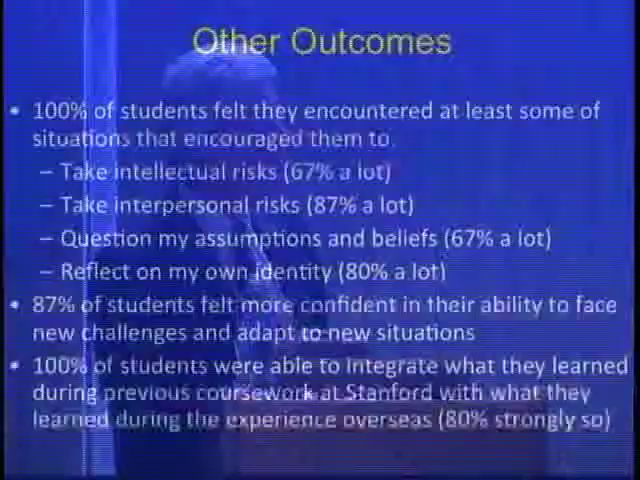 Other Outcomes
• 100% of students felt they encountered at least some of
situations that encouraged them to.
– Take intellectual risks (67% a lot)
– Take interpersonal risks (87% a lot)
– Question my assumptions and beliefs (67% a lot)
– Reflect on my own identity (80% a lot)
• 87% of students felt more confident in their ability to face
new challenges and adapt to new situations
• 100% of students were able to integrate what they learned
during previous coursework at Stanford with what they
learned during the experience overseas (80% strongly so)